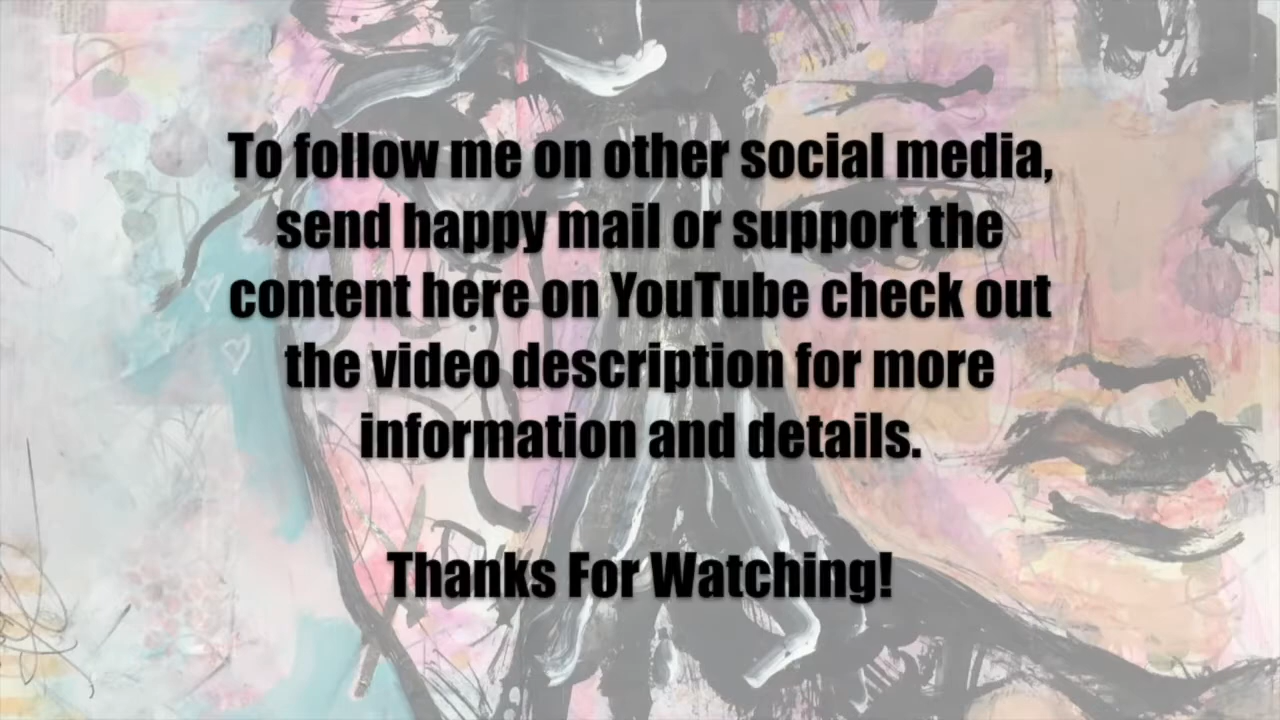 To follow me on other social media,
send happy mail or support the
content here on YouTube check out
the video description for more
information and details.
Thanks For Watching!